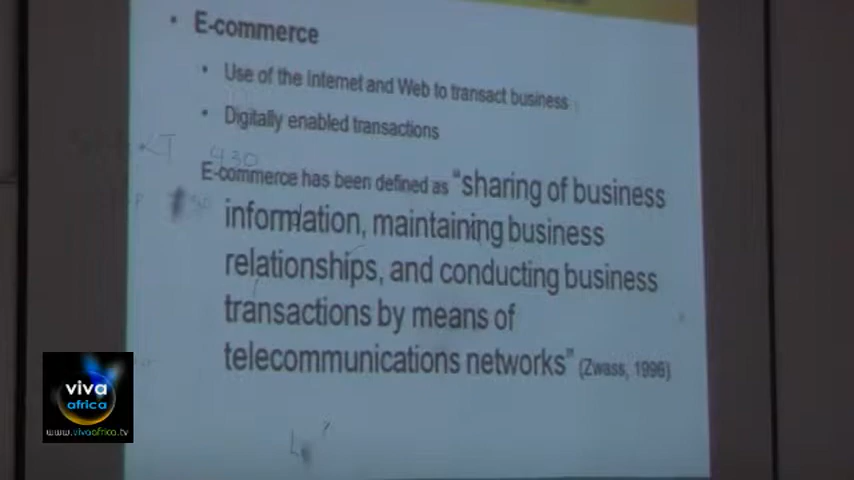 • E-commerce
• Use of the Internet and Web to transact business
• Digitally enabled transactions
430
E-commerce has been defined as "sharing of business
information, maintaining business
relationships, and conducting business
transactions by means of
telecommunications networks" (Zwass, 1996)
viva
africa
www.vivaafrica.tv